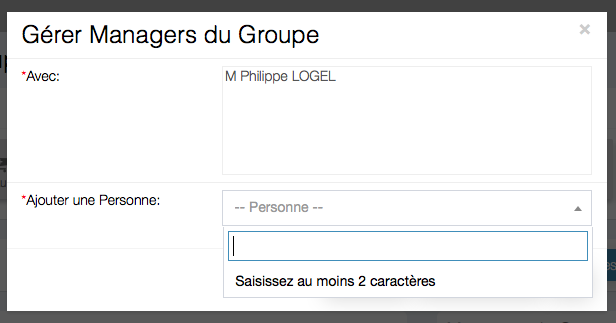 Gérer Managers du Groupe ×
*Avec:
M Philippe LOGEL
*Ajouter une Personne:
-- Personne --
Saisissez au moins 2 caractères